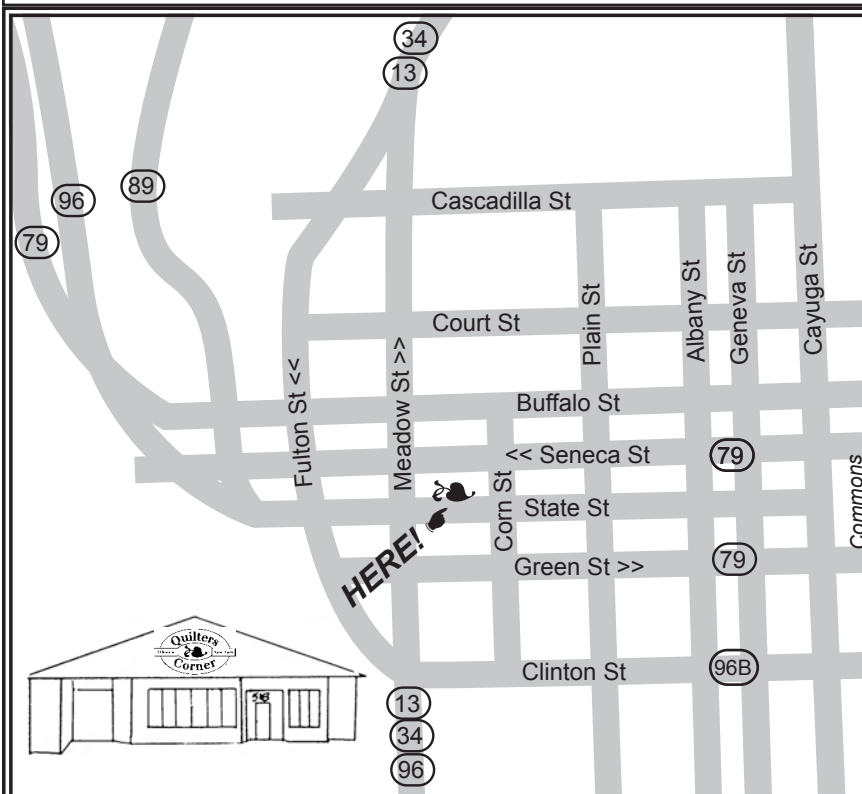 34
13
89
96
79
Cascadilla St
Court St
Plain St
Albany St
Geneva St
Cayuga St
Fulton St <<
Meadow St >>
Buffalo St
<< Seneca St
79
Corn St
State St
Commons
HERE!
Green St >>
79
Clinton St
96B
Quilters
Corner
13
34
96